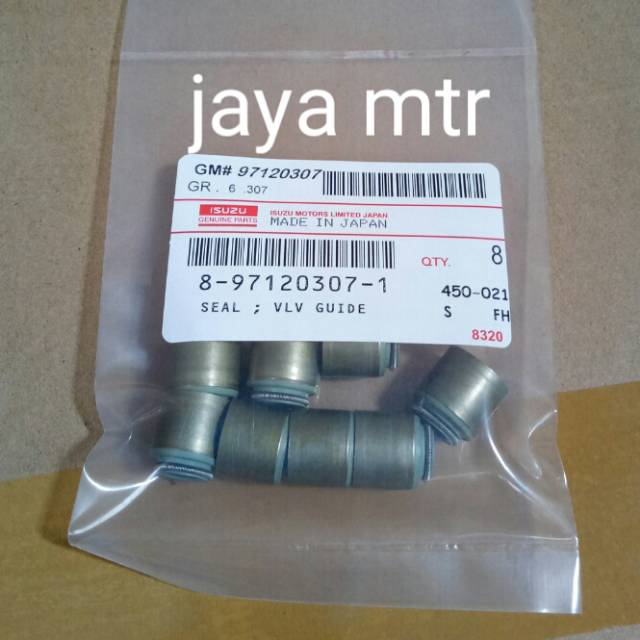 jaya mtr
GM# 97120307
GR . 6 .307
ISUZU
GENUINE PARTS
ISUZU MOTORS LIMITED JAPAN
MADE IN JAPAN
QTY. 8
8-97120307-1
450-021
SEAL ; VLV GUIDE
S FH
8320